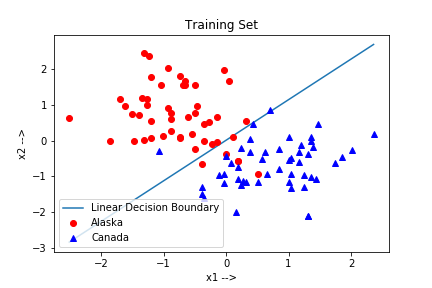 Training Set
x2 -->
2
1
0
−1
−2
−3
Linear Decision Boundary
Alaska
Canada
−2
−1
0
1
2
x1 -->